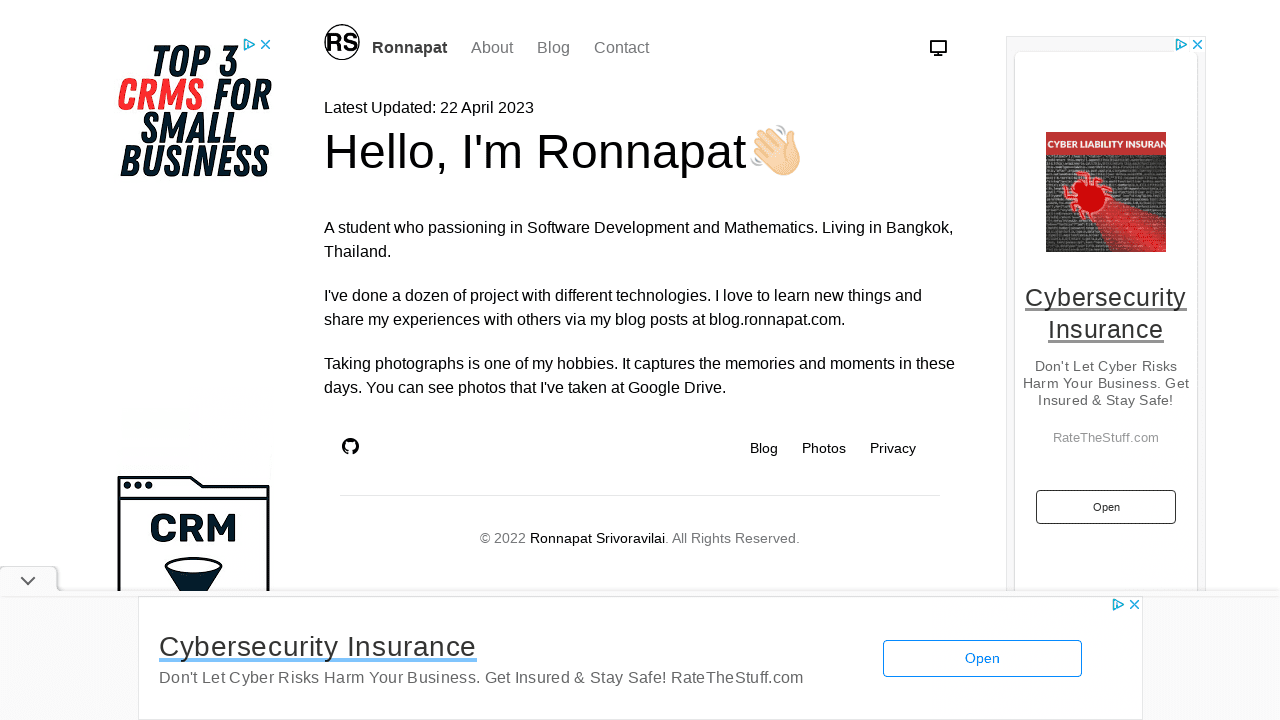 TOP 3
CRMS FOR
SMALL
BUSINESS
CRM
RS Ronnapat About Blog Contact
Latest Updated: 22 April 2023
Hello, I'm Ronnapat
A student who passioning in Software Development and Mathematics. Living in Bangkok,
Thailand.
I've done a dozen of project with different technologies. I love to learn new things and
share my experiences with others via my blog posts at blog.ronnapat.com.
Taking photographs is one of my hobbies. It captures the memories and moments in these
days. You can see photos that I've taken at Google Drive.
Blog Photos Privacy
© 2022 Ronnapat Srivoravilai. All Rights Reserved.
CYBER LIABILITY INSURAN
Cybersecurity
Insurance
Don't Let Cyber Risks
Harm Your Business. Get
Insured & Stay Safe!
RateTheStuff.com
Open
Cybersecurity Insurance
Don't Let Cyber Risks Harm Your Business. Get Insured & Stay Safe! RateTheStuff.com
Open